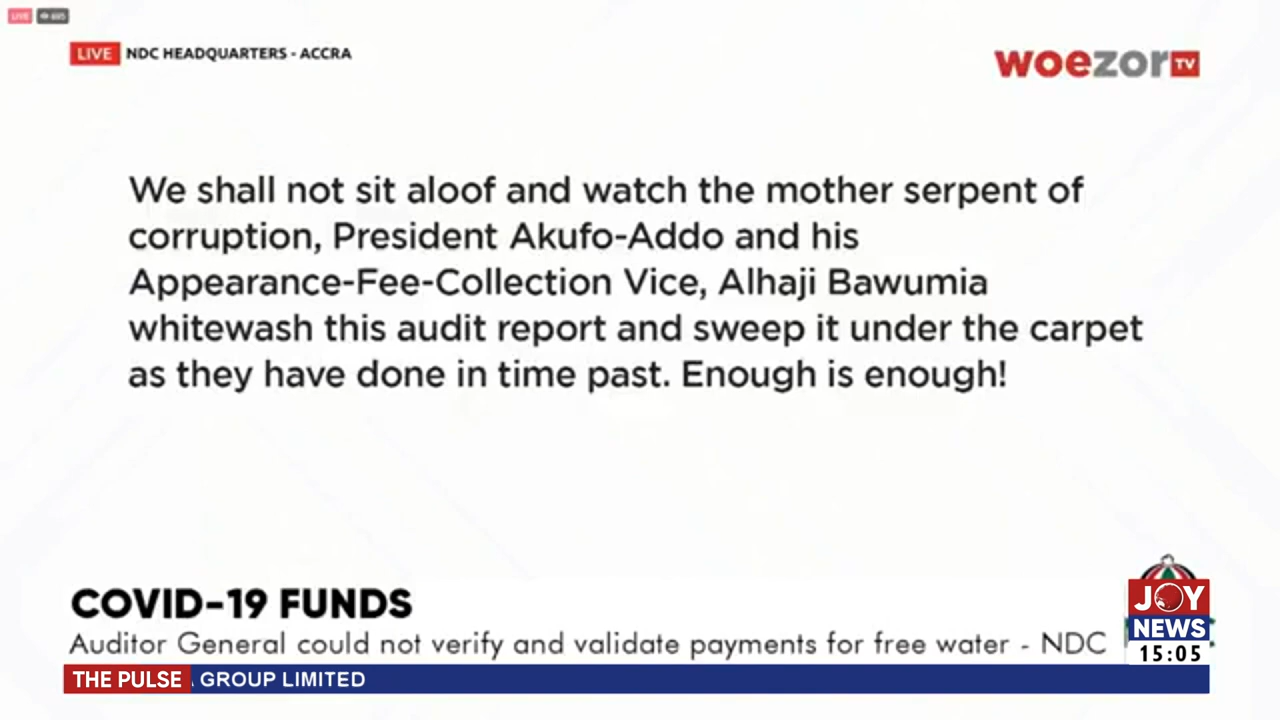 LIVE
LIVE NDC HEADQUARTERS - ACCRA
woezor TV
We shall not sit aloof and watch the mother serpent of
corruption, President Akufo-Addo and his
Appearance-Fee-Collection Vice, Alhaji Bawumia
whitewash this audit report and sweep it under the carpet
as they have done in time past. Enough is enough!
COVID-19 FUNDS
Auditor General could not verify and validate payments for free water - NDC
JOY
NEWS
15:05
THE PULSE GROUP LIMITED